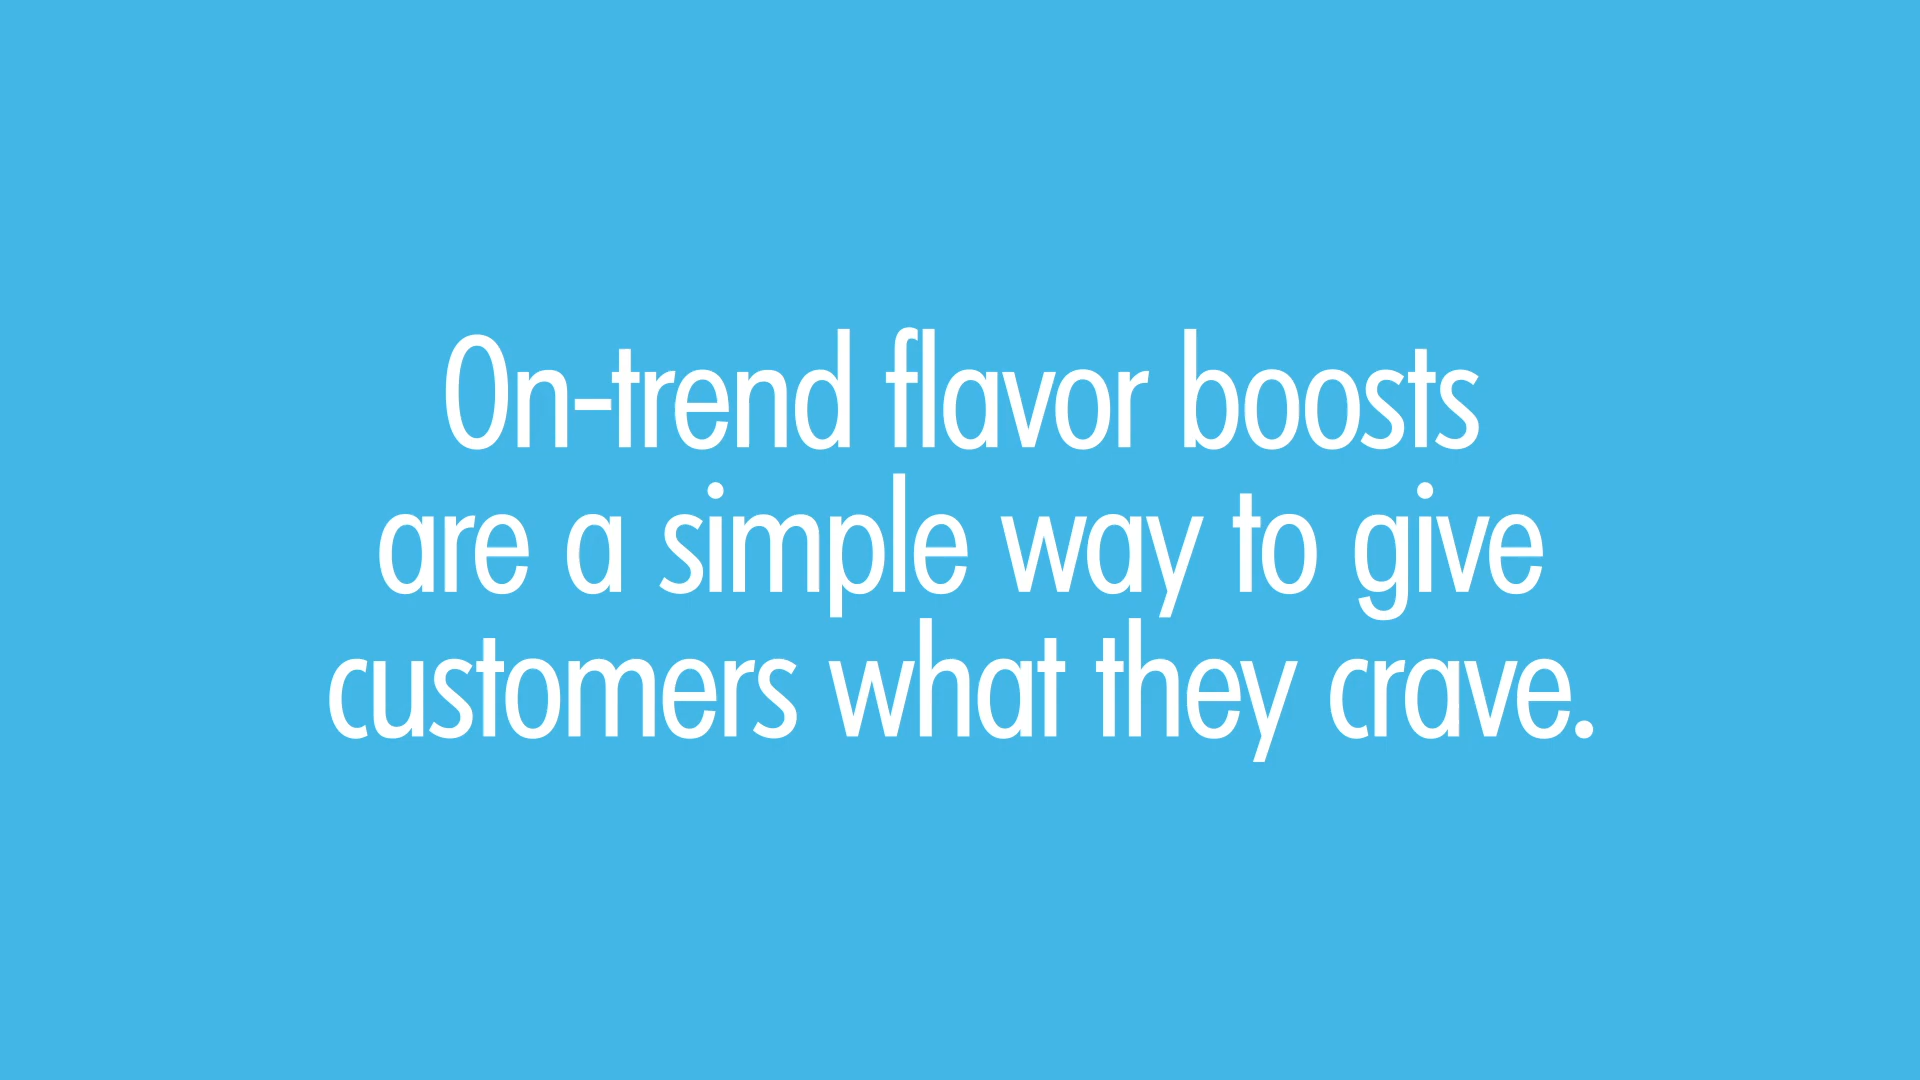 On-trend flavor boosts
are a simple way to give
customers what they crave.